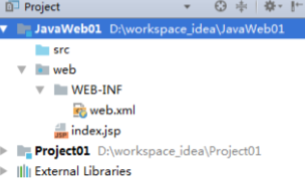 Project
JavaWeb01 D:\workspace_idea\JavaWeb01
src
web
WEB-INF
web.xml
index.jsp
Project01 D:\workspace_idea\Project01
External Libraries